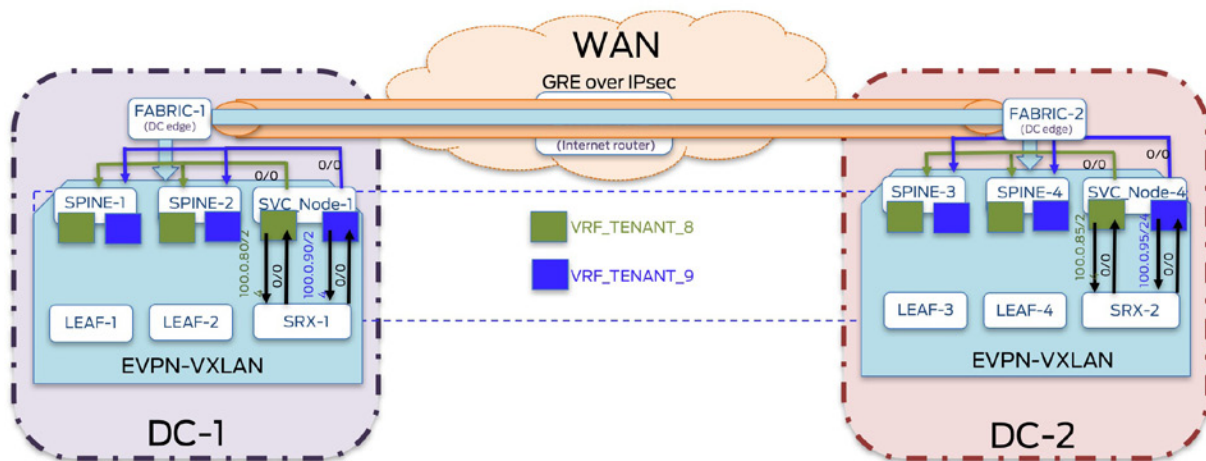 WAN
GRE over IPsec
FABRIC-1
(DC edge)
FABRIC-2
(DC edge)
(Internet router)
0/0
0/0
0/0
0/0
SPINE-1
SPINE-2
SVC_Node-1
SPINE-3
SPINE-4
SVC_Node-4
VRF_TENANT_8
VRF_TENANT_9
100.0.80/2
4
0/0
100.0.90/2
4
0/0
100.0.85/2
0/0
100.0.95/24
0/0
LEAF-1
LEAF-2
SRX-1
LEAF-3
LEAF-4
SRX-2
EVPN-VXLAN
EVPN-VXLAN
DC-1
DC-2